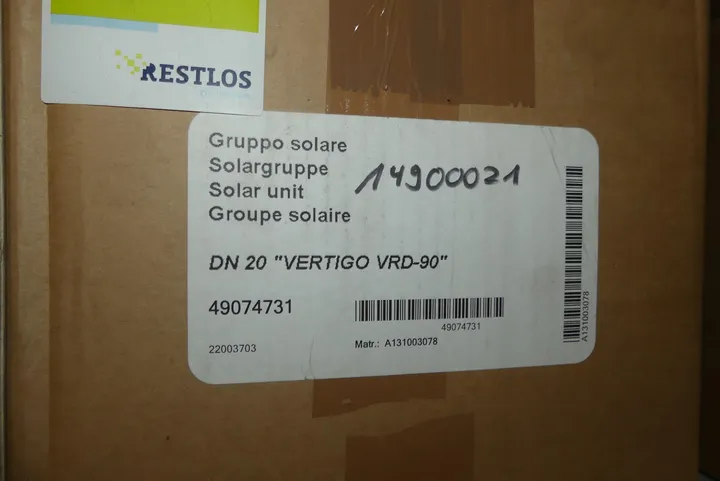 RESTLOS
Gruppo solare
Solargruppe
Solar unit
Groupe solaire
14900021
DN 20 "VERTIGO VRD-90"
49074731
49074731
22003703
Matr.: A131003078
A131003078